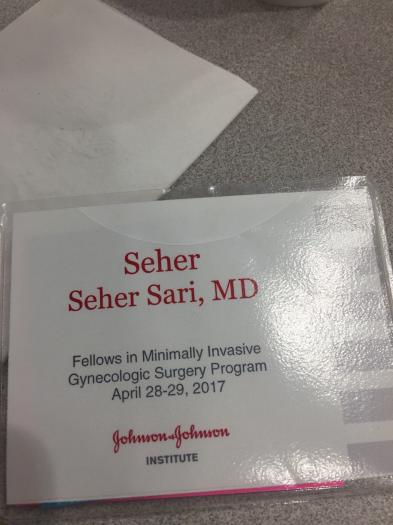 Seher
Seher Sari, MD
Fellows in Minimally Invasive
Gynecologic Surgery Program
April 28-29, 2017
Johnson & Johnson
INSTITUTE